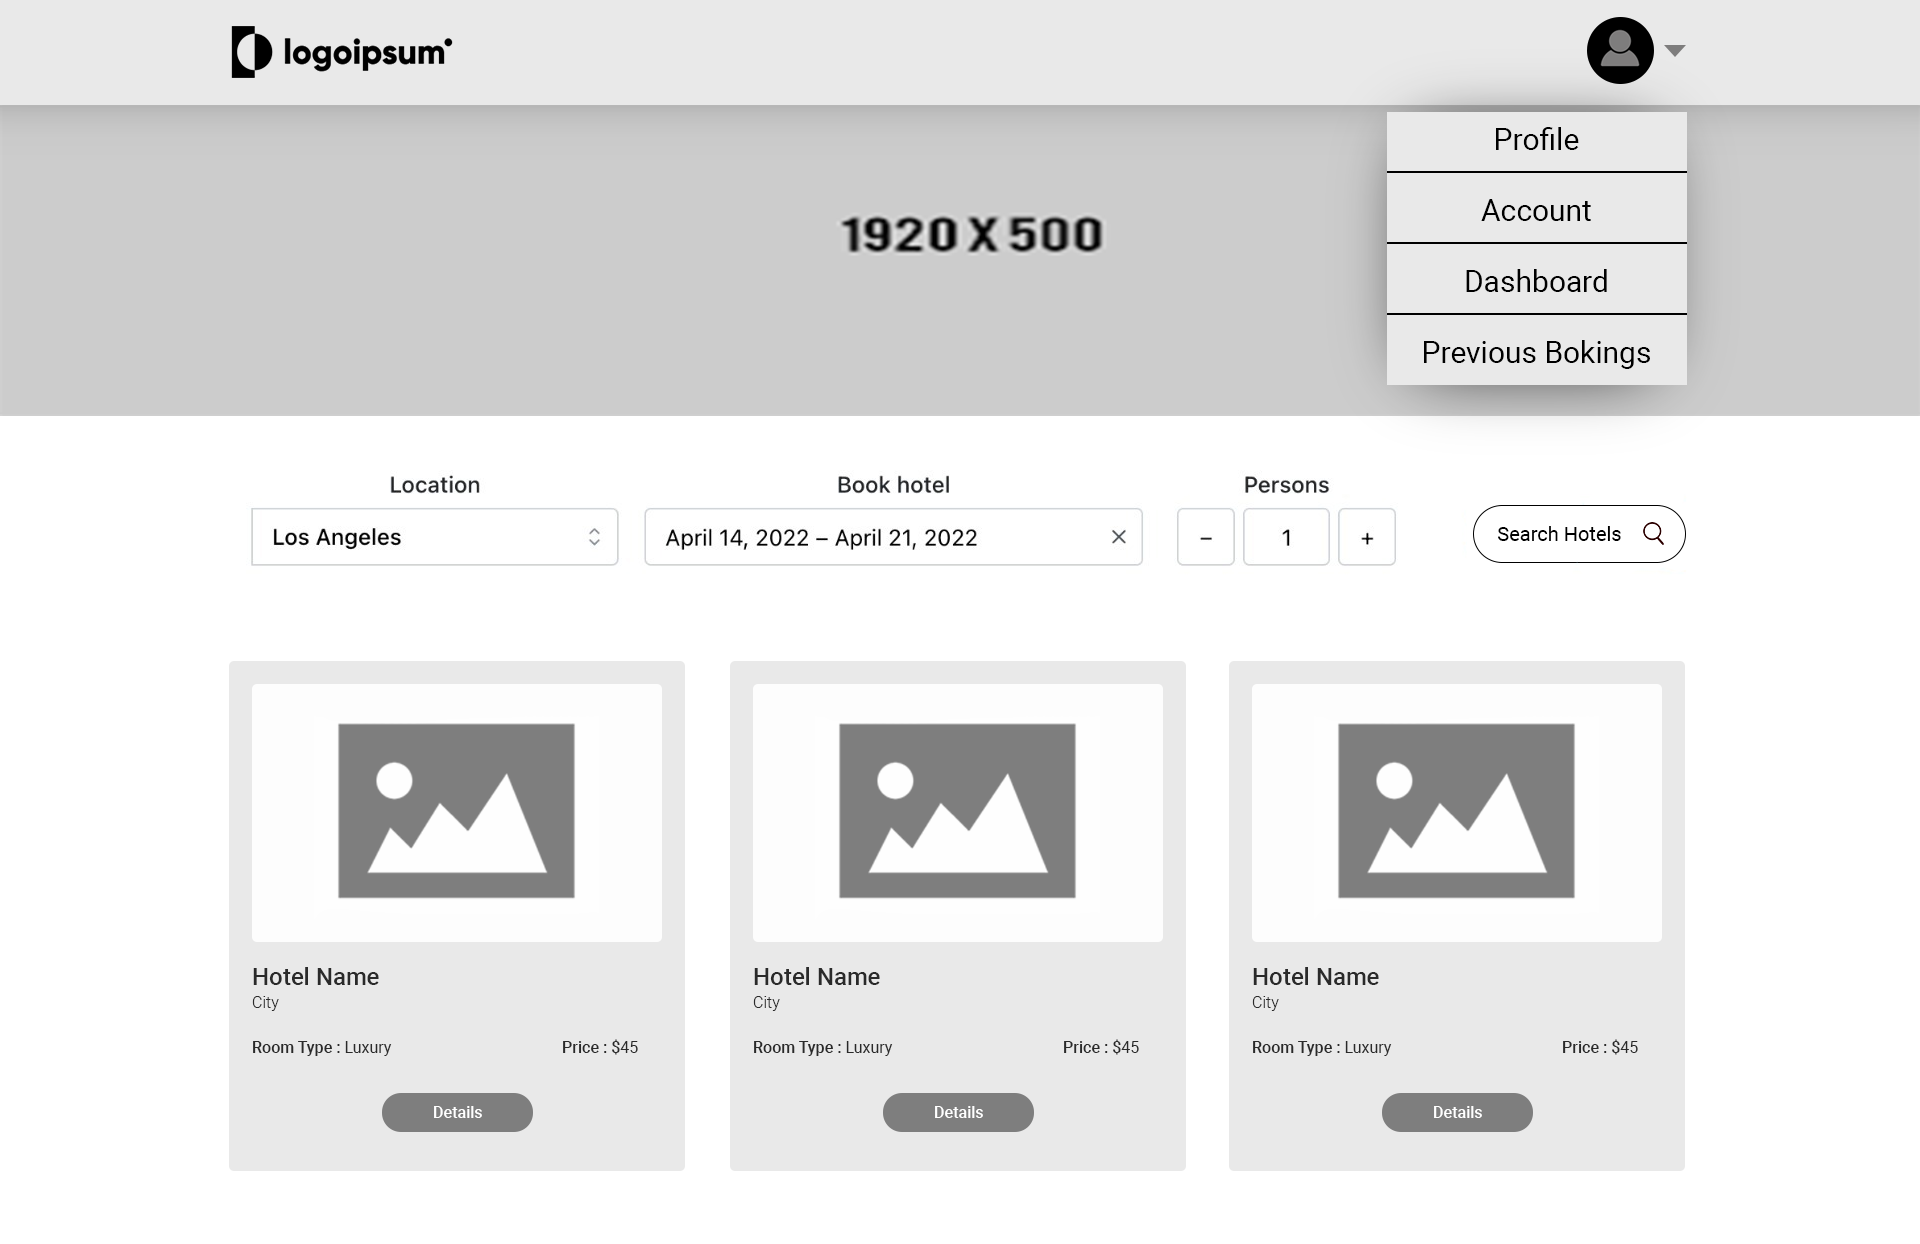 logoipsum
Profile
Account
Dashboard
Previous Bokings
1920 X 500
Location
Los Angeles
Book hotel
April 14, 2022 – April 21, 2022
Persons
– 1 +
Search Hotels
Hotel Name
City
Room Type : Luxury Price : $45
Details
Hotel Name
City
Room Type : Luxury Price : $45
Details
Hotel Name
City
Room Type : Luxury Price : $45
Details